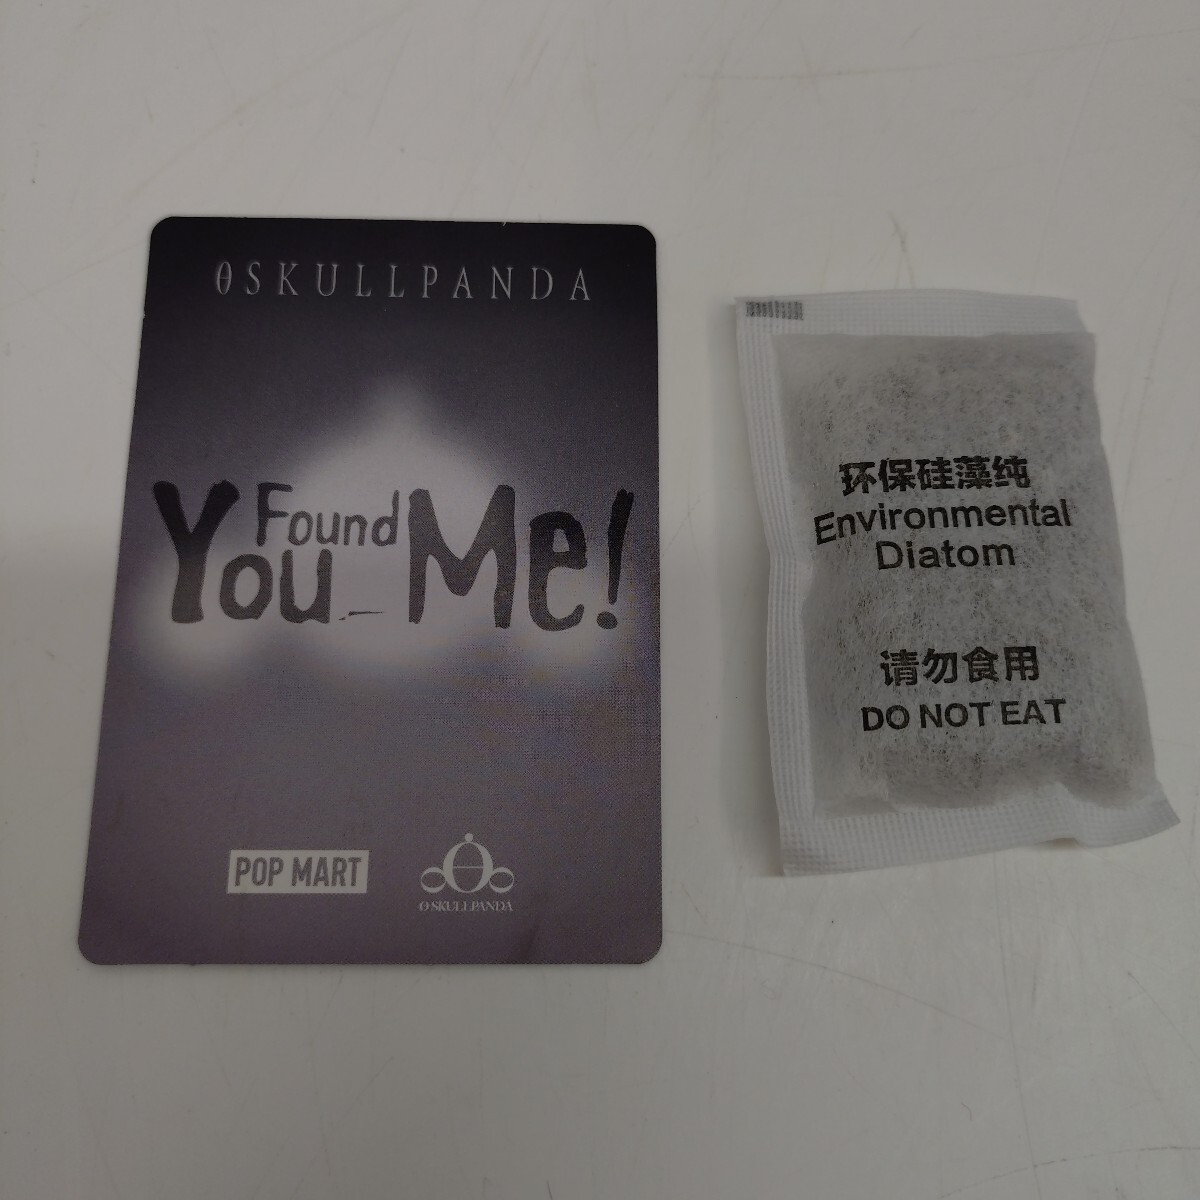 θSKULLPANDA
You Found Me!
POP MART
θSKULLPANDA
环保硅藻纯
Environmental
Diatom
请勿食用
DO NOT EAT